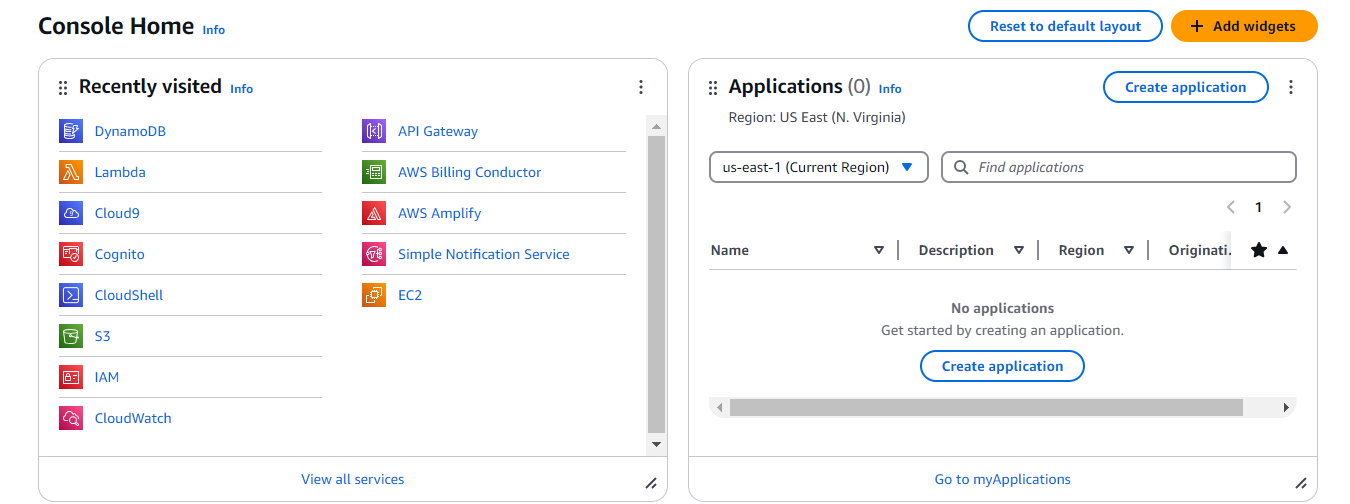 Console Home Info
Reset to default layout
+ Add widgets
Recently visited Info
DynamoDB
Lambda
Cloud9
Cognito
CloudShell
S3
IAM
CloudWatch
API Gateway
AWS Billing Conductor
AWS Amplify
Simple Notification Service
EC2
View all services
Applications (0) Info
Create application
Region: US East (N. Virginia)
us-east-1 (Current Region)
Find applications
1
Name Description Region Originati..
No applications
Get started by creating an application.
Create application
Go to myApplications